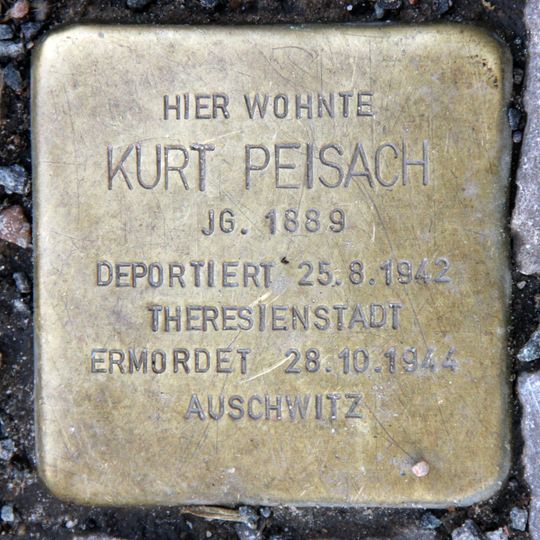 HIER WOHNTE
KURT PEISACH
JG. 1889
DEPORTIERT 25.8.1942
THERESIENSTADT
ERMORDET 28.10.1944
AUSCHWITZ